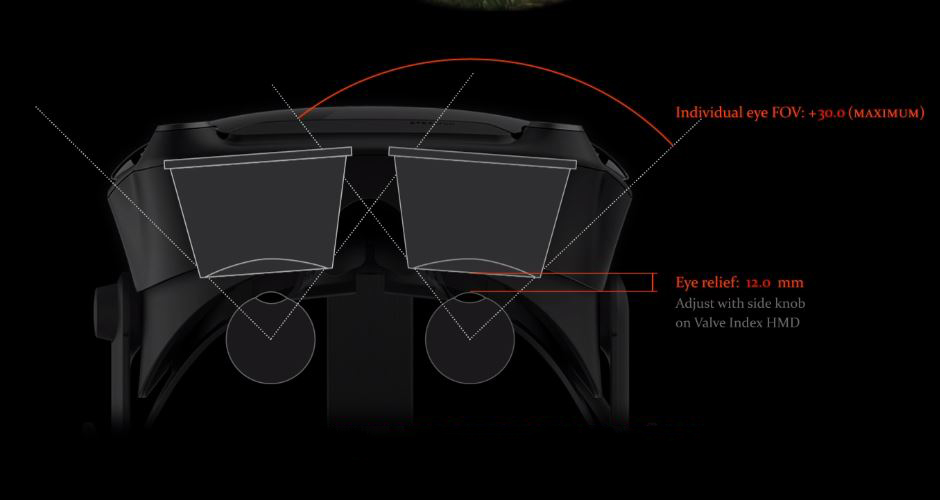 Individual eye FOV: +30.0 (MAXIMUM)
Eye relief: 12.0 mm
Adjust with side knob
on Valve Index HMD